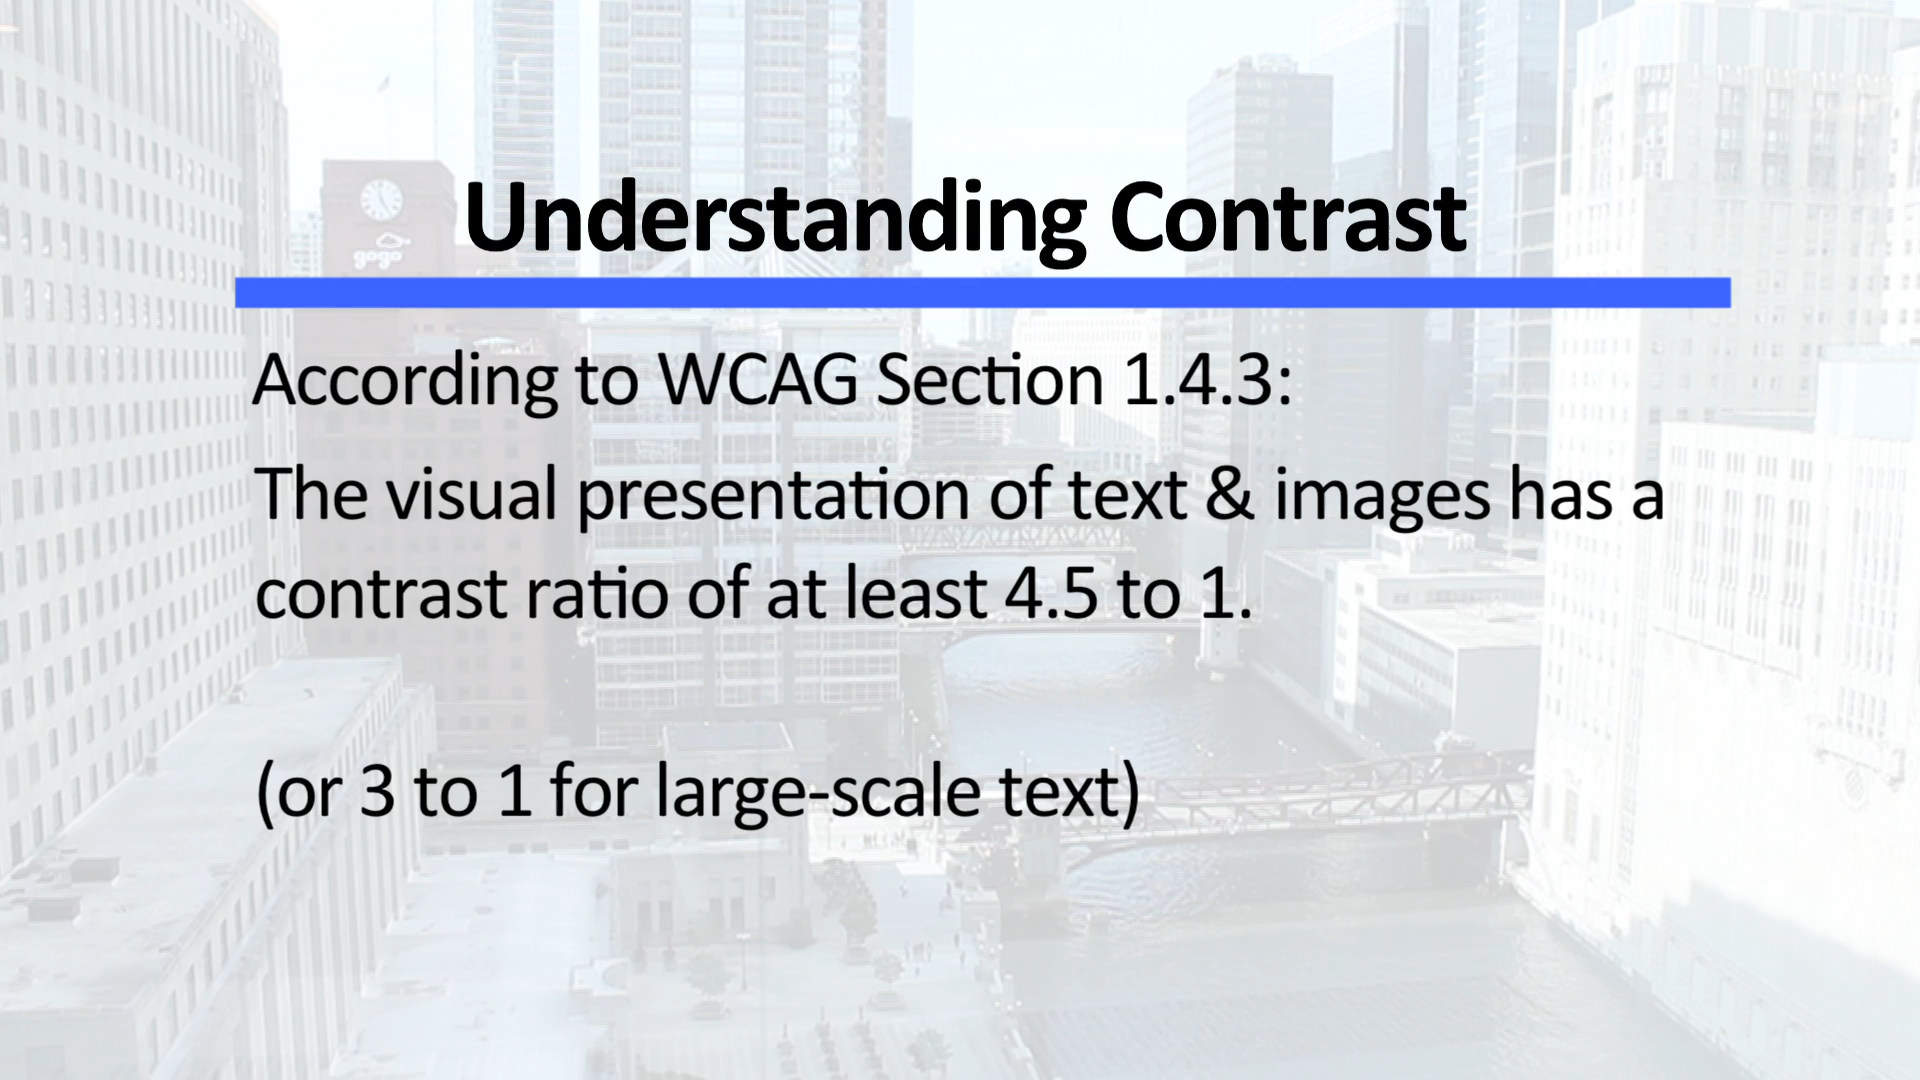 gogo
Understanding Contrast
According to WCAG Section 1.4.3:
The visual presentation of text & images has a
contrast ratio of at least 4.5 to 1.
(or 3 to 1 for large-scale text)